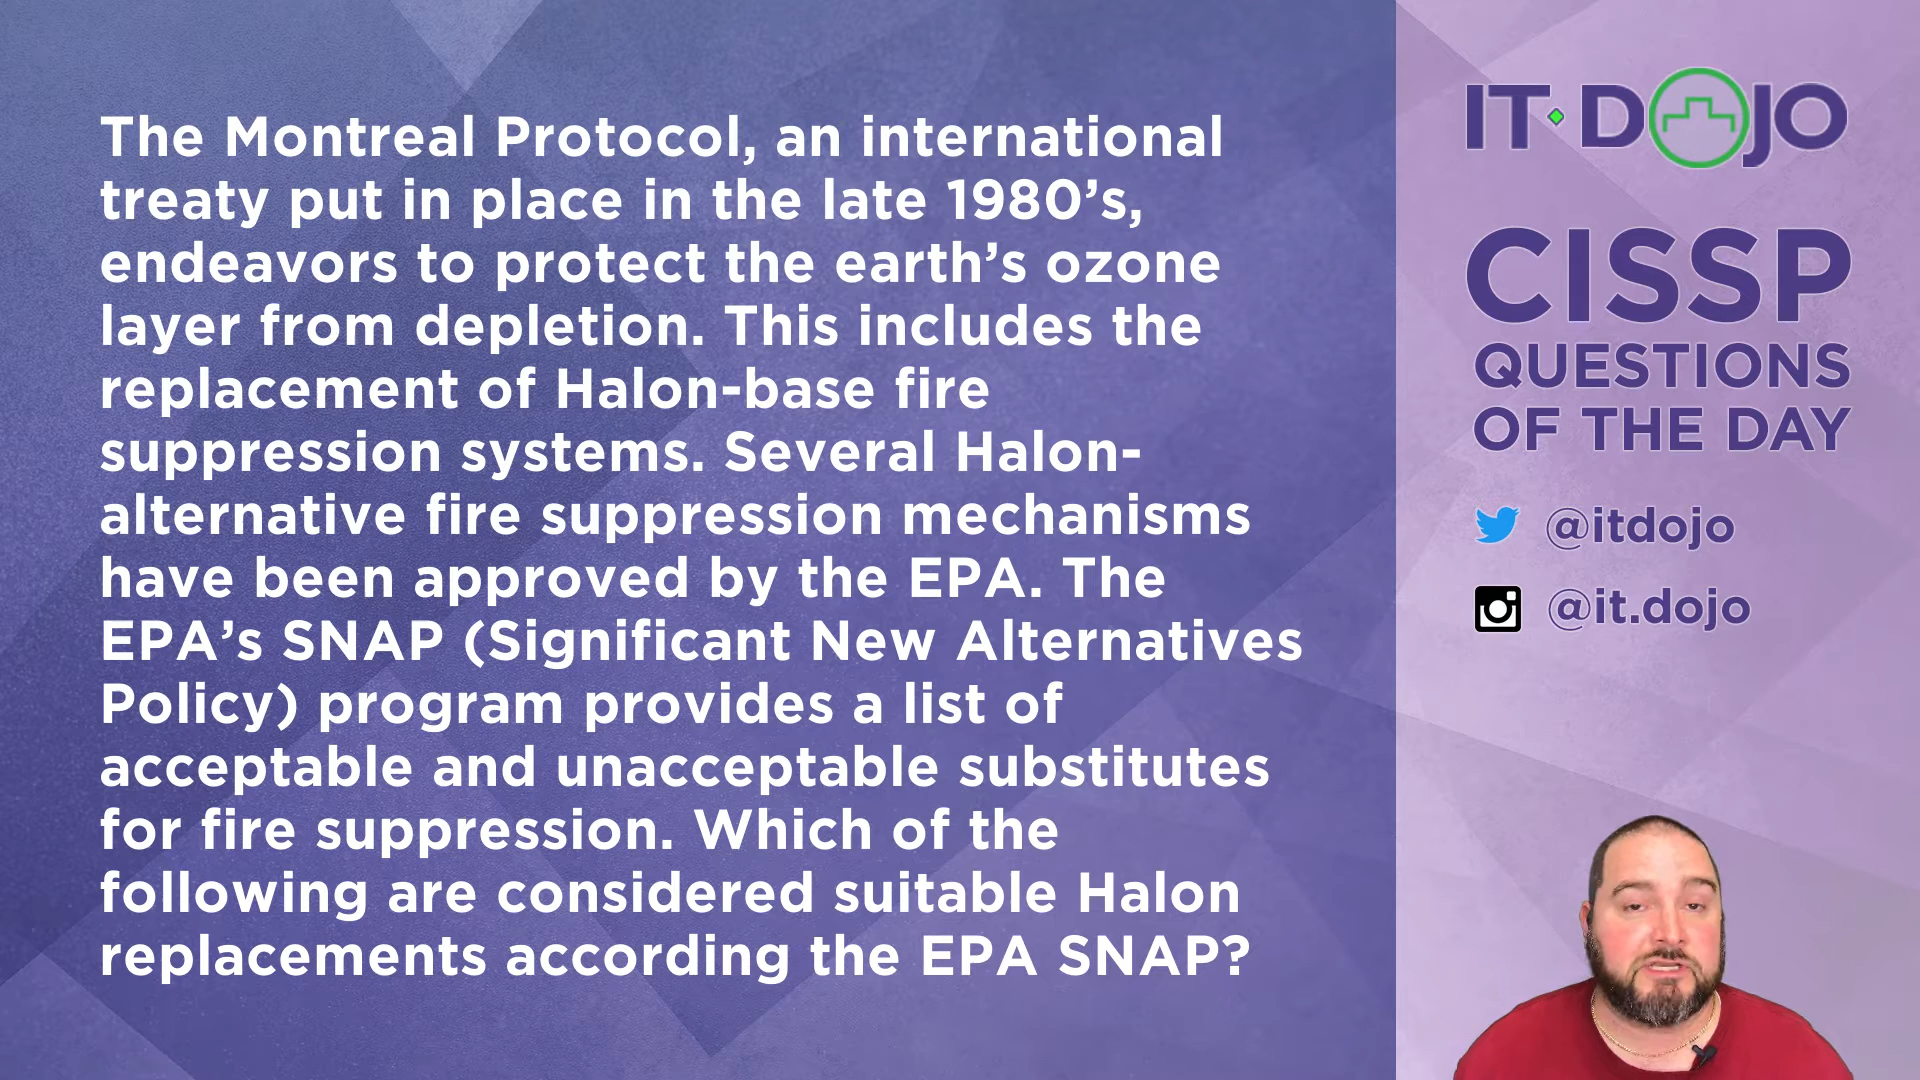 The Montreal Protocol, an international
treaty put in place in the late 1980’s,
endeavors to protect the earth’s ozone
layer from depletion. This includes the
replacement of Halon-base fire
suppression systems. Several Halon-
alternative fire suppression mechanisms
have been approved by the EPA. The
EPA’s SNAP (Significant New Alternatives
Policy) program provides a list of
acceptable and unacceptable substitutes
for fire suppression. Which of the
following are considered suitable Halon
replacements according the EPA SNAP?
IT DOJO
CISSP
QUESTIONS
OF THE DAY
@itdojo
@it.dojo